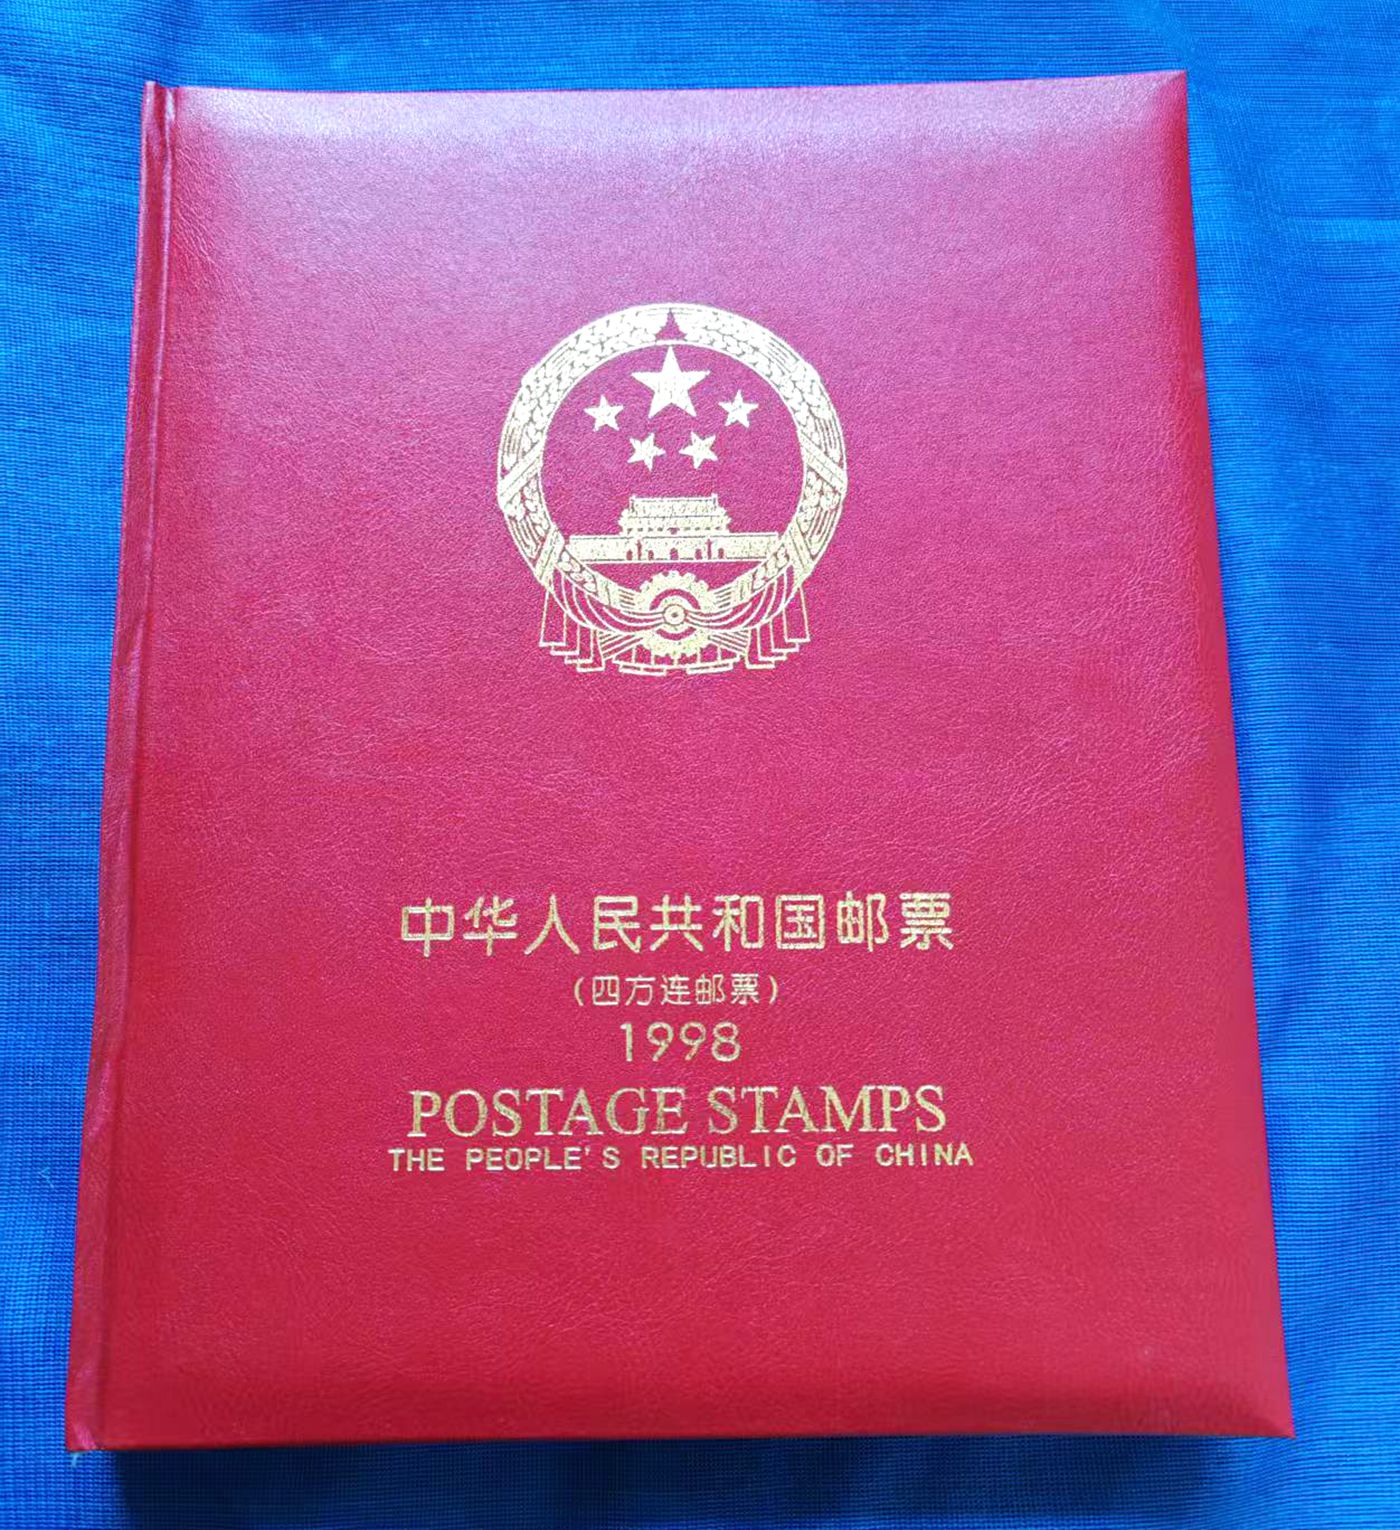 中华人民共和国邮票
(四方连邮票)
1998
POSTAGE STAMPS
THE PEOPLE'S REPUBLIC OF CHINA